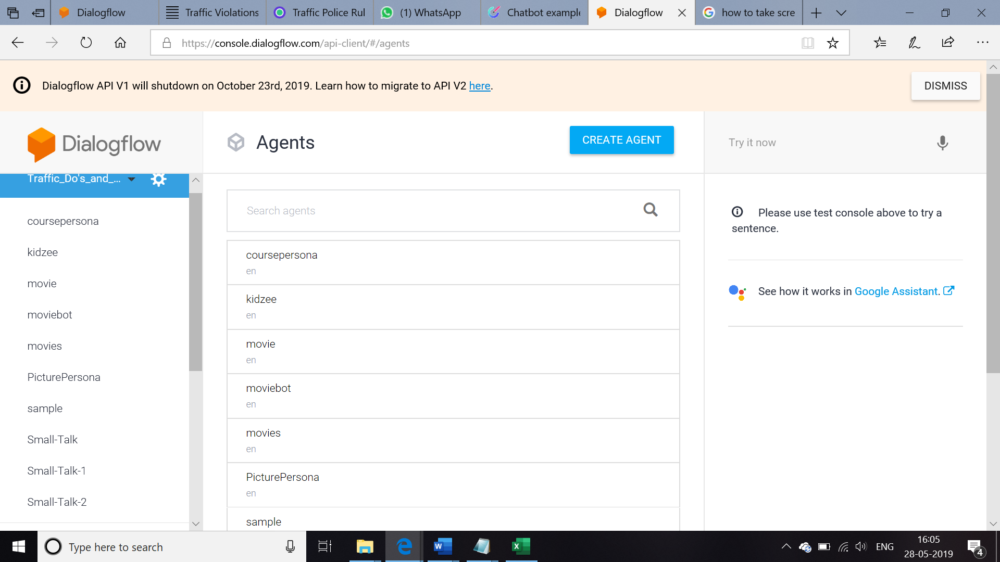 Dialogflow
Traffic Violations
Traffic Police Rul
(1) WhatsApp
Chatbot example
Dialogflow
how to take scre
https://console.dialogflow.com/api-client/#/agents
Dialogflow API V1 will shutdown on October 23rd, 2019. Learn how to migrate to API V2 here.
DISMISS
Dialogflow
Agents
CREATE AGENT
Try it now
Traffic_Do's_and_...
coursepersona
kidzee
movie
moviebot
movies
PicturePersona
sample
Small-Talk
Small-Talk-1
Small-Talk-2
Search agents
coursepersona
en
kidzee
en
movie
en
moviebot
en
movies
en
PicturePersona
en
sample
Please use test console above to try a
sentence.
See how it works in Google Assistant.
Type here to search
W
X
ENG
16:05
28-05-2019
4